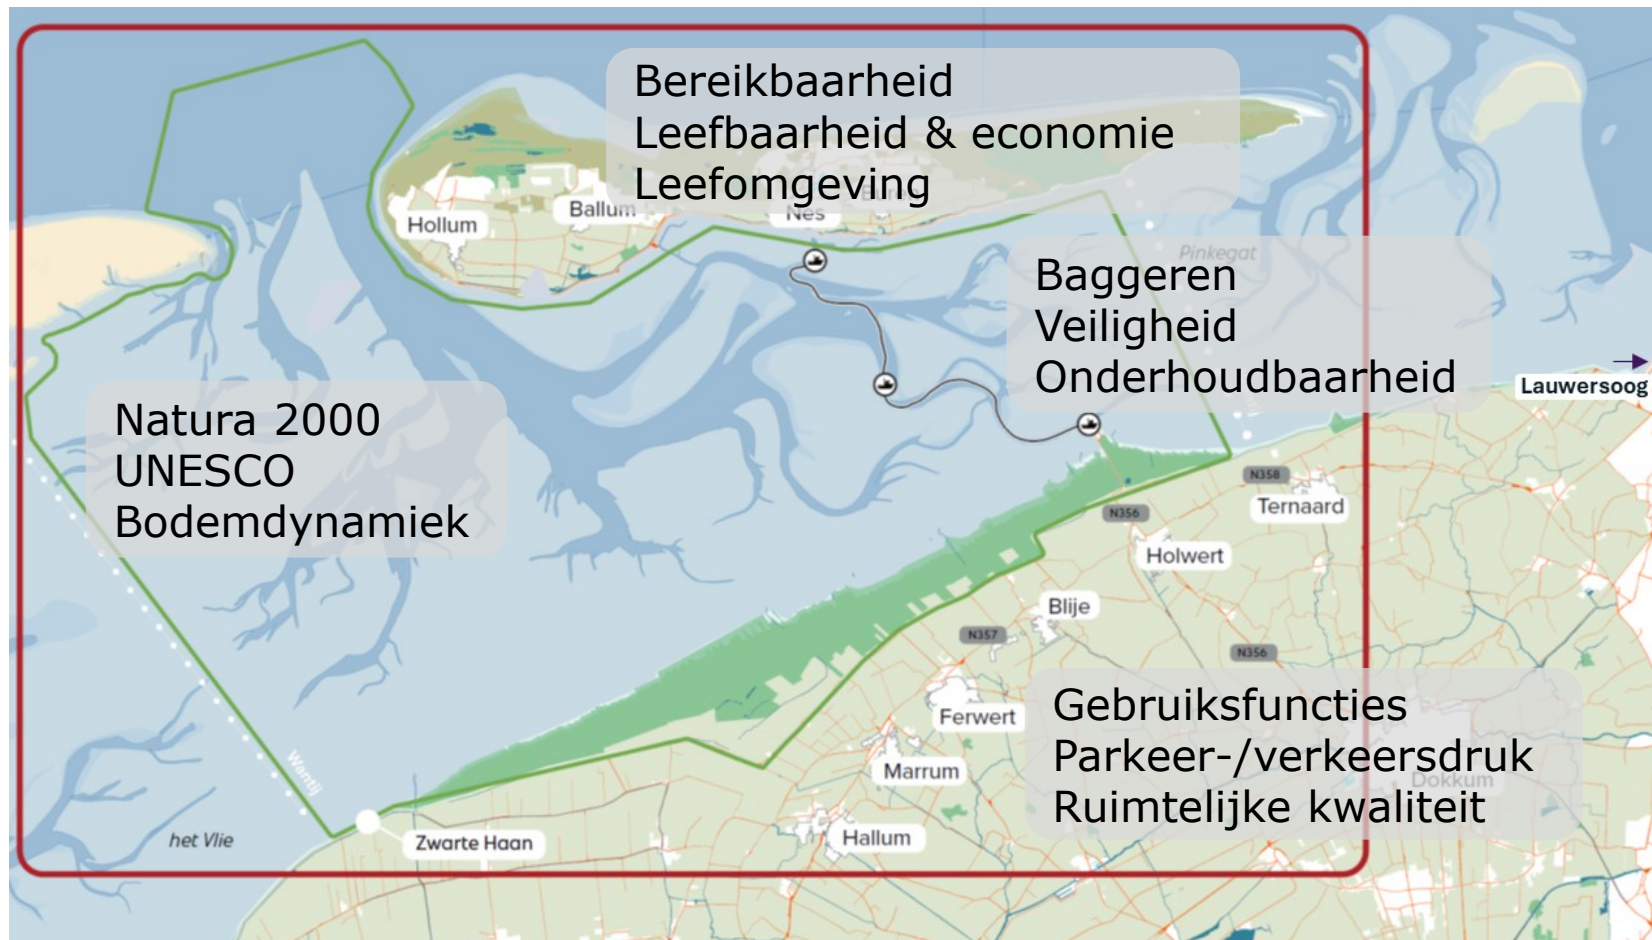 Bereikbaarheid
Leefbaarheid & economie
Leefomgeving
Hollum
Ballum
Nes
Buren
Pinkegat
Baggeren
Veiligheid
Onderhoudbaarheid
Lauwersoog
Natura 2000
UNESCO
Bodemdynamiek
N358
Ternaard
N356
Holwert
Blije
N357
N356
Gebruiksfuncties
Parkeer-/verkeersdruk
Ruimtelijke kwaliteit
Ferwert
Marrum
Dokkum
Wantij
Hallum
het Vlie
Zwarte Haan